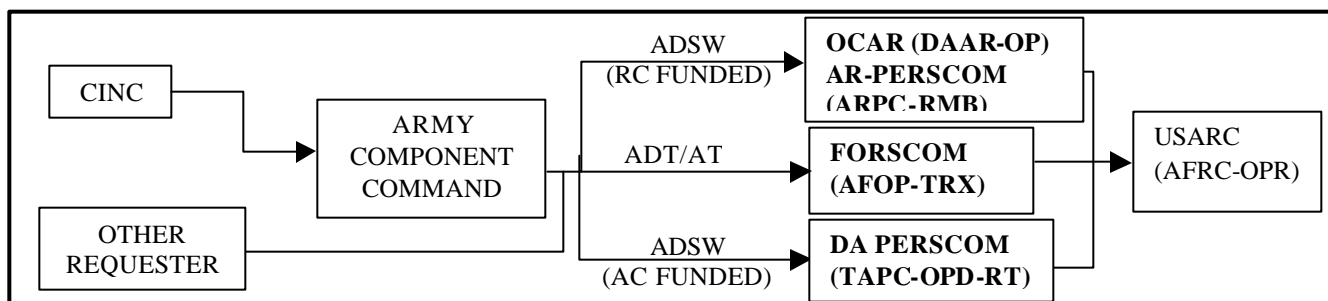 CINC
OTHER
REQUESTER
ARMY
COMPONENT
COMMAND
ADSW
(RC FUNDED)
ADT/AT
ADSW
(AC FUNDED)
OCAR (DAAR-OP)
AR-PERSCOM
(ARPC-RMB)
FORSCOM
(AFOP-TRX)
DA PERSCOM
(TAPC-OPD-RT)
USARC
(AFRC-OPR)